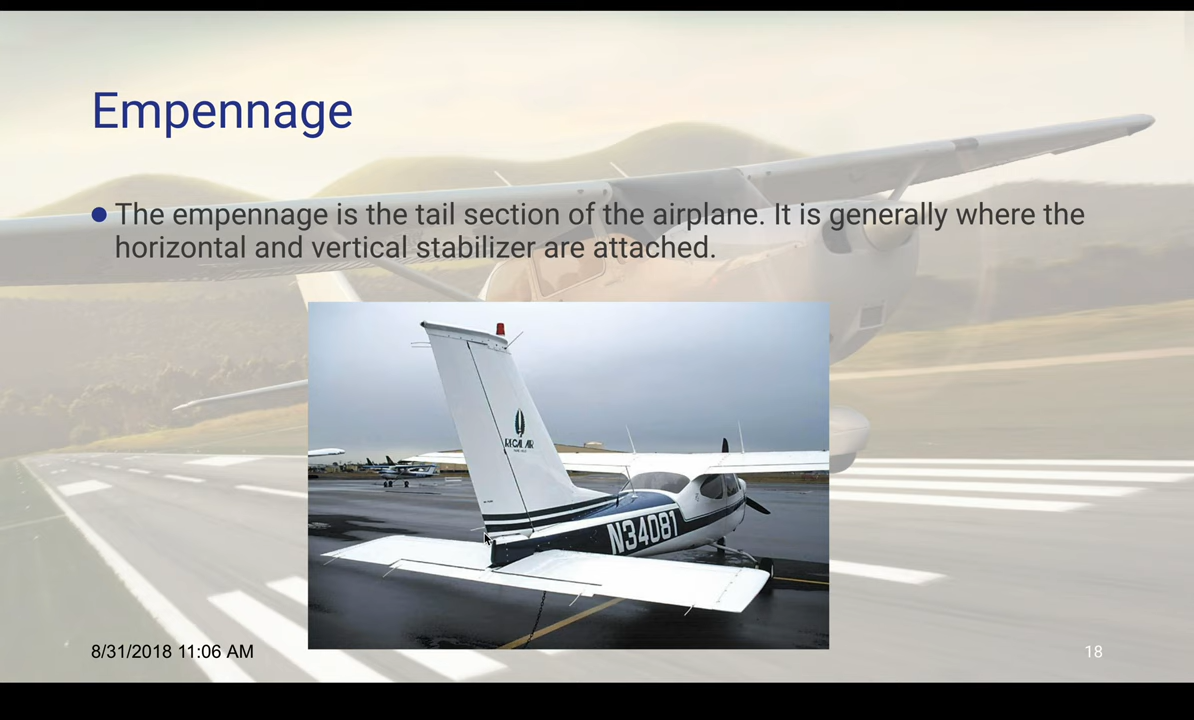 Empennage
The empennage is the tail section of the airplane. It is generally where the
horizontal and vertical stabilizer are attached.
N34081
8/31/2018 11:06 AM
18